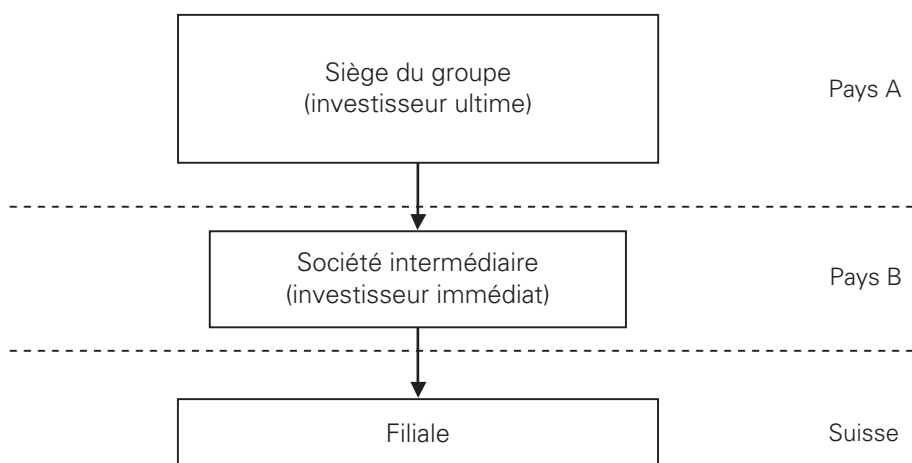 Siège du groupe
(investisseur ultime)
Pays A
Société intermédiaire
(investisseur immédiat)
Pays B
Filiale
Suisse